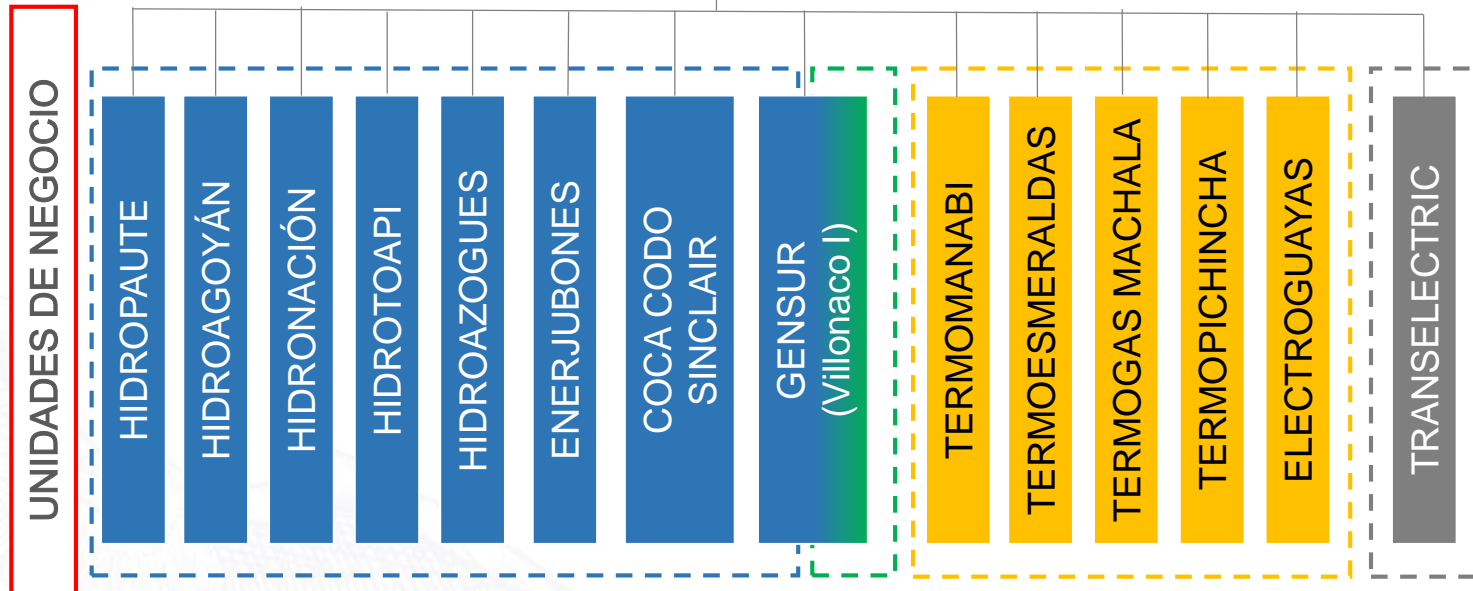 UNIDADES DE NEGOCIO
HIDROPAUTE
HIDROAGOYÁN
HIDRONACIÓN
HIDROTOAPI
HIDROAZOGUES
ENERJUBONES
COCA CODO
SINCLAIR
GENSUR
(Villonaco I)
TERMOMANABI
TERMOESMERALDAS
TERMOGAS MACHALA
TERMOPICHINCHA
ELECTROGUAYAS
TRANSELECTRIC